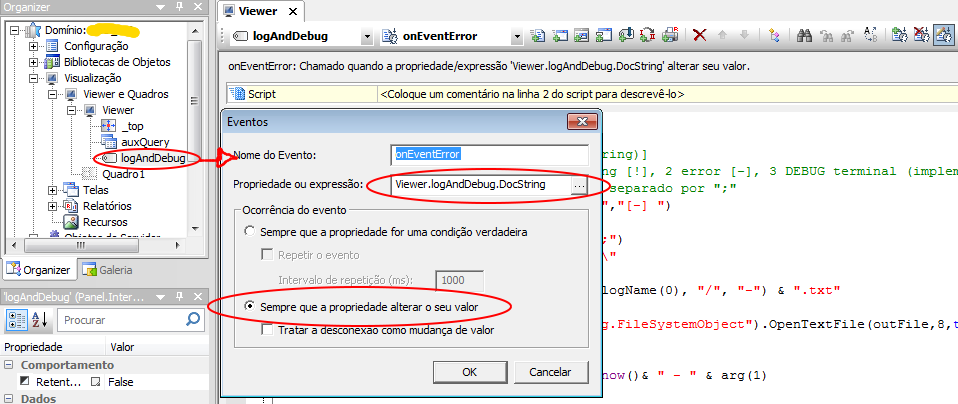 Organizer
Domínio:
Configuração
Bibliotecas de Objetos
Visualização
Viewer e Quadros
Viewer
_top
auxQuery
logAndDebug
Quadro1
Telas
Relatórios
Recursos
Objetos de Servidor
Organizer
Galeria
'logAndDebug' (Panel.Inter...
Procurar
Propriedade Valor
Comportamento
Retent... False
Dados
Viewer
logAndDebug onEventError
onEventError: Chamado quando a propriedade/expressão 'Viewer.logAndDebug.DocString' alterar seu valor.
Script <Coloque um comentário na linha 2 do script para descrevê-lo>
Eventos
Nome do Evento: onEventError
Propriedade ou expressão: Viewer.logAndDebug.DocString ...
Ocorrência do evento
Sempre que a propriedade for uma condição verdadeira
Repetir o evento
Intervalo de repetição (ms): 1000
Sempre que a propriedade alterar o seu valor
Tratar a desconexão como mudança de valor
OK Cancelar
ring)]
ng [!], 2 error [-], 3 DEBUG terminal (implem
separado por ";"
","[-] ")
;")
\"
logName(0), "/", "-") & ".txt"
g.FileSystemObject").OpenTextFile(outFile,8,t
now()& " - " & arg(1)